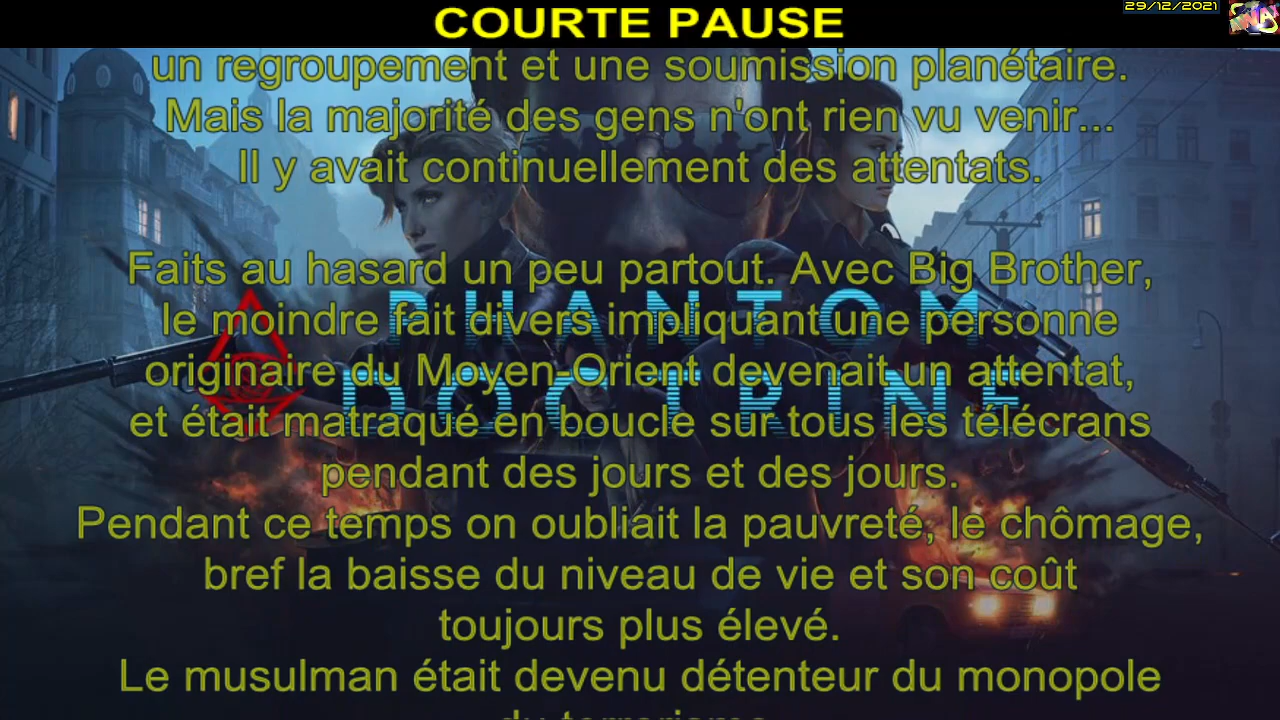 COURTE PAUSE
29/12/2021
un regroupement et une soumission planétaire.
Mais la majorité des gens n'ont rien vu venir...
Il y avait continuellement des attentats.
Faits au hasard un peu partout. Avec Big Brother,
le moindre fait divers impliquant une personne
originaire du Moyen-Orient devenait un attentat,
et était matraqué en boucle sur tous les télécrans
pendant des jours et des jours.
Pendant ce temps on oubliait la pauvreté, le chômage,
bref la baisse du niveau de vie et son coût
toujours plus élevé.
Le musulman était devenu détenteur du monopole
du terrorisme
PHANTOM
DOCTRINE